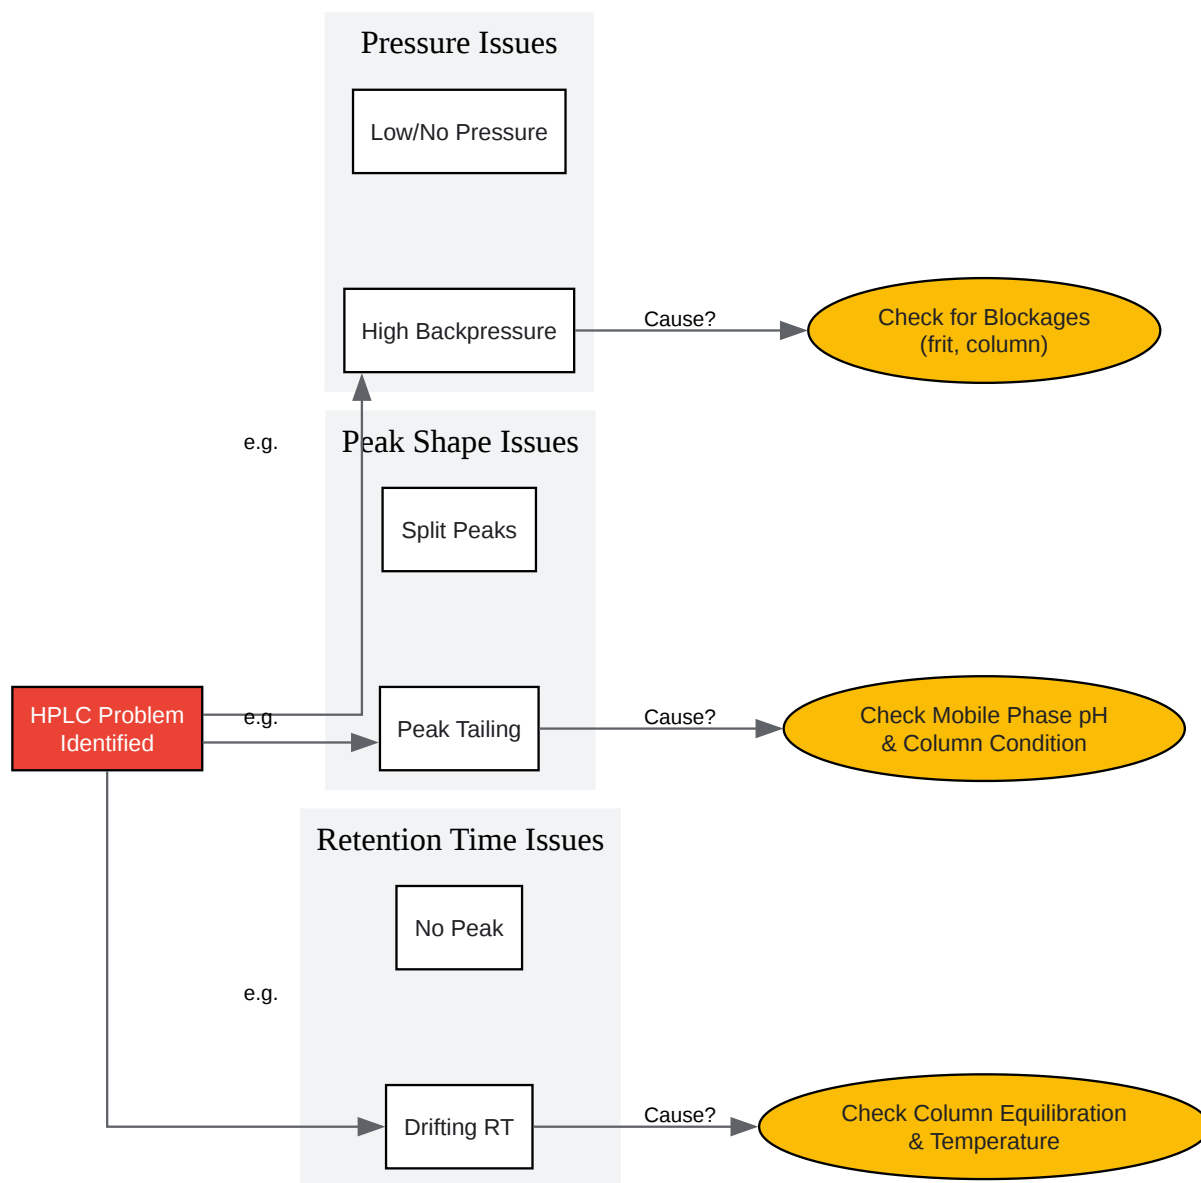 Pressure Issues
Low/No Pressure
High Backpressure
Cause?
Check for Blockages
(frit, column)
e.g.
Peak Shape Issues
Split Peaks
HPLC Problem
Identified
e.g.
Peak Tailing
Cause?
Check Mobile Phase pH
& Column Condition
Retention Time Issues
No Peak
e.g.
Drifting RT
Cause?
Check Column Equilibration
& Temperature